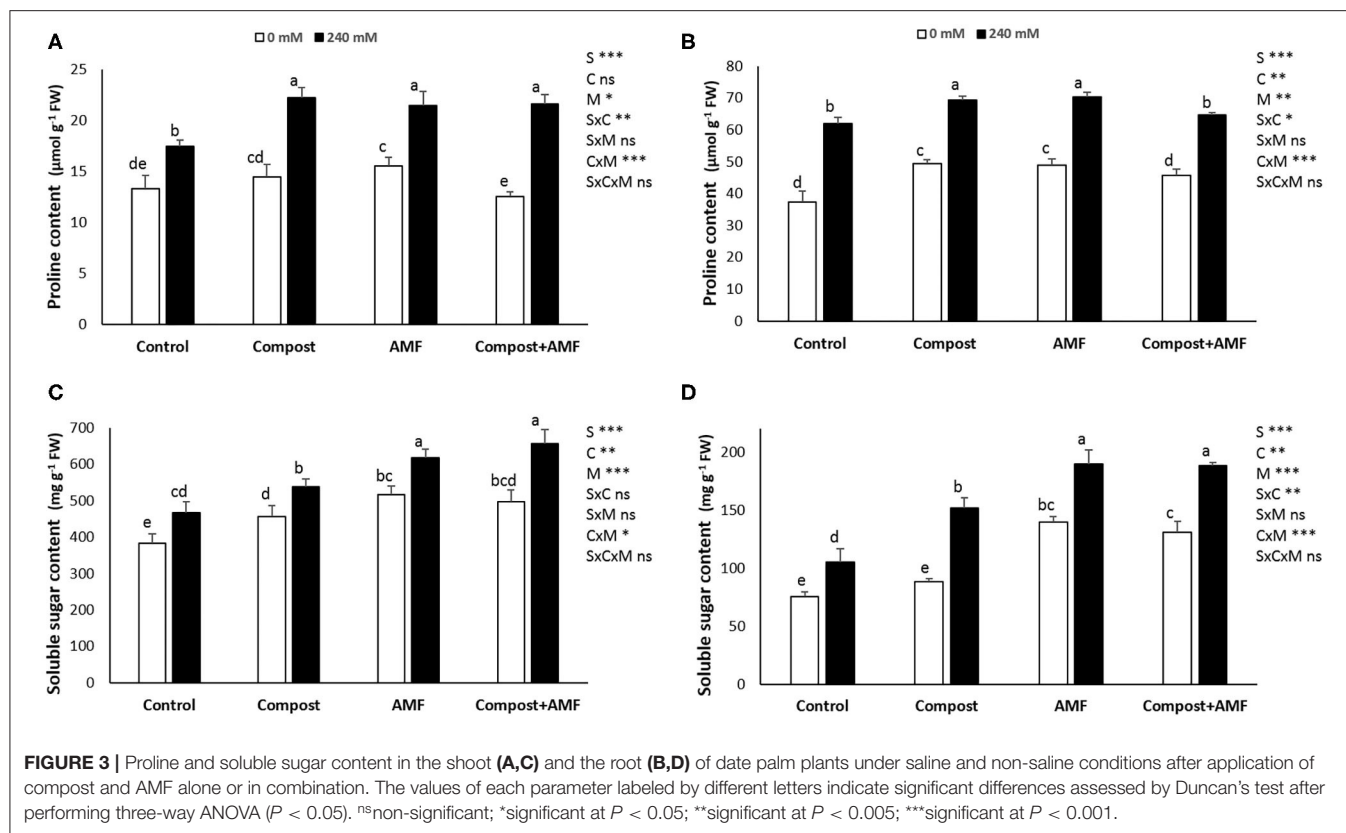 A
0 mM 240 mM
Proline content (µmol g⁻¹ FW)
25
20
15
10
5
0
de
b
cd
a
c
a
e
a
Control Compost AMF Compost+AMF
S ***
C ns
M *
SxC **
SxM ns
CxM ***
SxCxM ns
B
0 mM 240 mM
Proline content (µmol g⁻¹ FW)
80
70
60
50
40
30
20
10
0
d
b
c
a
c
a
d
b
Control Compost AMF Compost+AMF
S ***
C **
M **
SxC *
SxM ns
CxM ***
SxCxM ns
C
Soluble sugar content (mg g⁻¹ FW)
700
600
500
400
300
200
100
0
e
cd
d
b
bc
a
bcd
a
Control Compost AMF Compost+AMF
S ***
C **
M ***
SxC ns
SxM ns
CxM *
SxCxM ns
D
Soluble sugar content (mg g⁻¹ FW)
200
150
100
50
0
e
d
e
b
bc
a
c
a
Control Compost AMF Compost+AMF
S ***
C **
M ***
SxC **
SxM ns
CxM ***
SxCxM ns
FIGURE 3 | Proline and soluble sugar content in the shoot (A,C) and the root (B,D) of date palm plants under saline and non-saline conditions after application of
compost and AMF alone or in combination. The values of each parameter labeled by different letters indicate significant differences assessed by Duncan's test after
performing three-way ANOVA (P < 0.05). ⁿˢnon-significant; *significant at P < 0.05; **significant at P < 0.005; ***significant at P < 0.001.